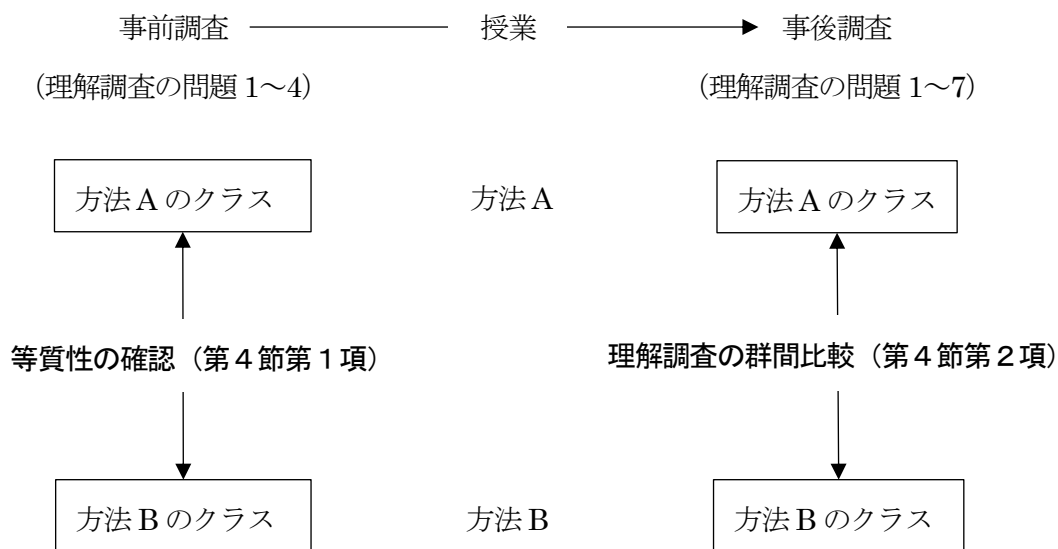 事前調査 授業 事後調査
(理解調査の問題 1～4) (理解調査の問題 1～7)
方法 A のクラス 方法 A 方法 A のクラス
等質性の確認（第４節第１項） 理解調査の群間比較（第４節第２項）
方法 B のクラス 方法 B 方法 B のクラス